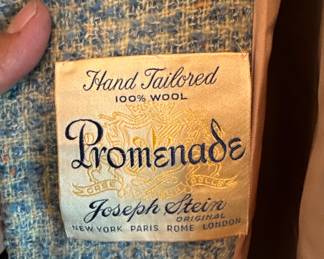 Hand Tailored
100% WOOL
Promenade
Joseph Stein
ORIGINAL
NEW YORK PARIS ROME LONDON